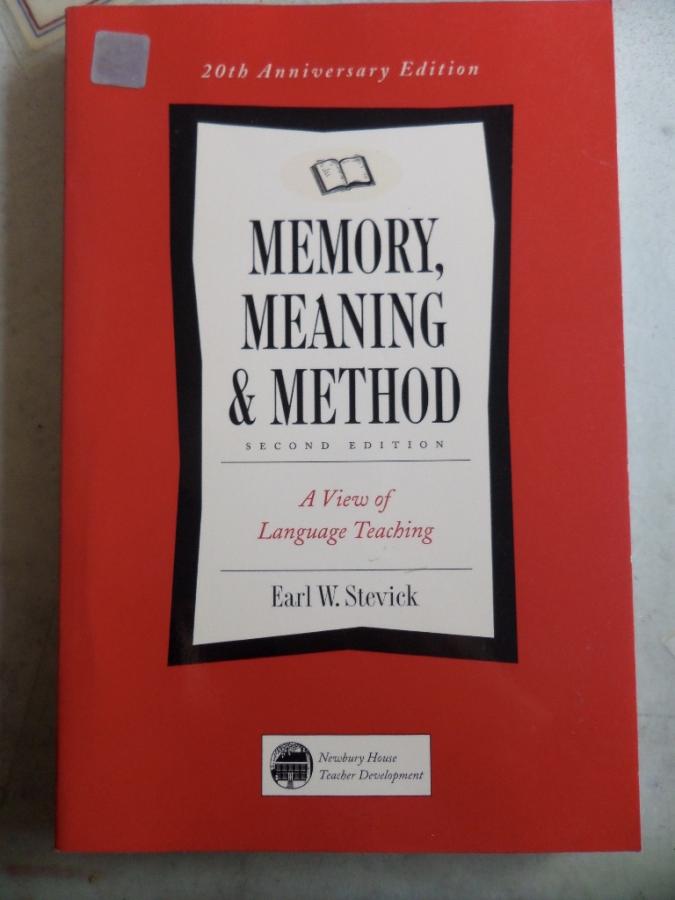 20th Anniversary Edition
MEMORY,
MEANING
& METHOD
SECOND EDITION
A View of
Language Teaching
Earl W. Stevick
Newbury House
Teacher Development